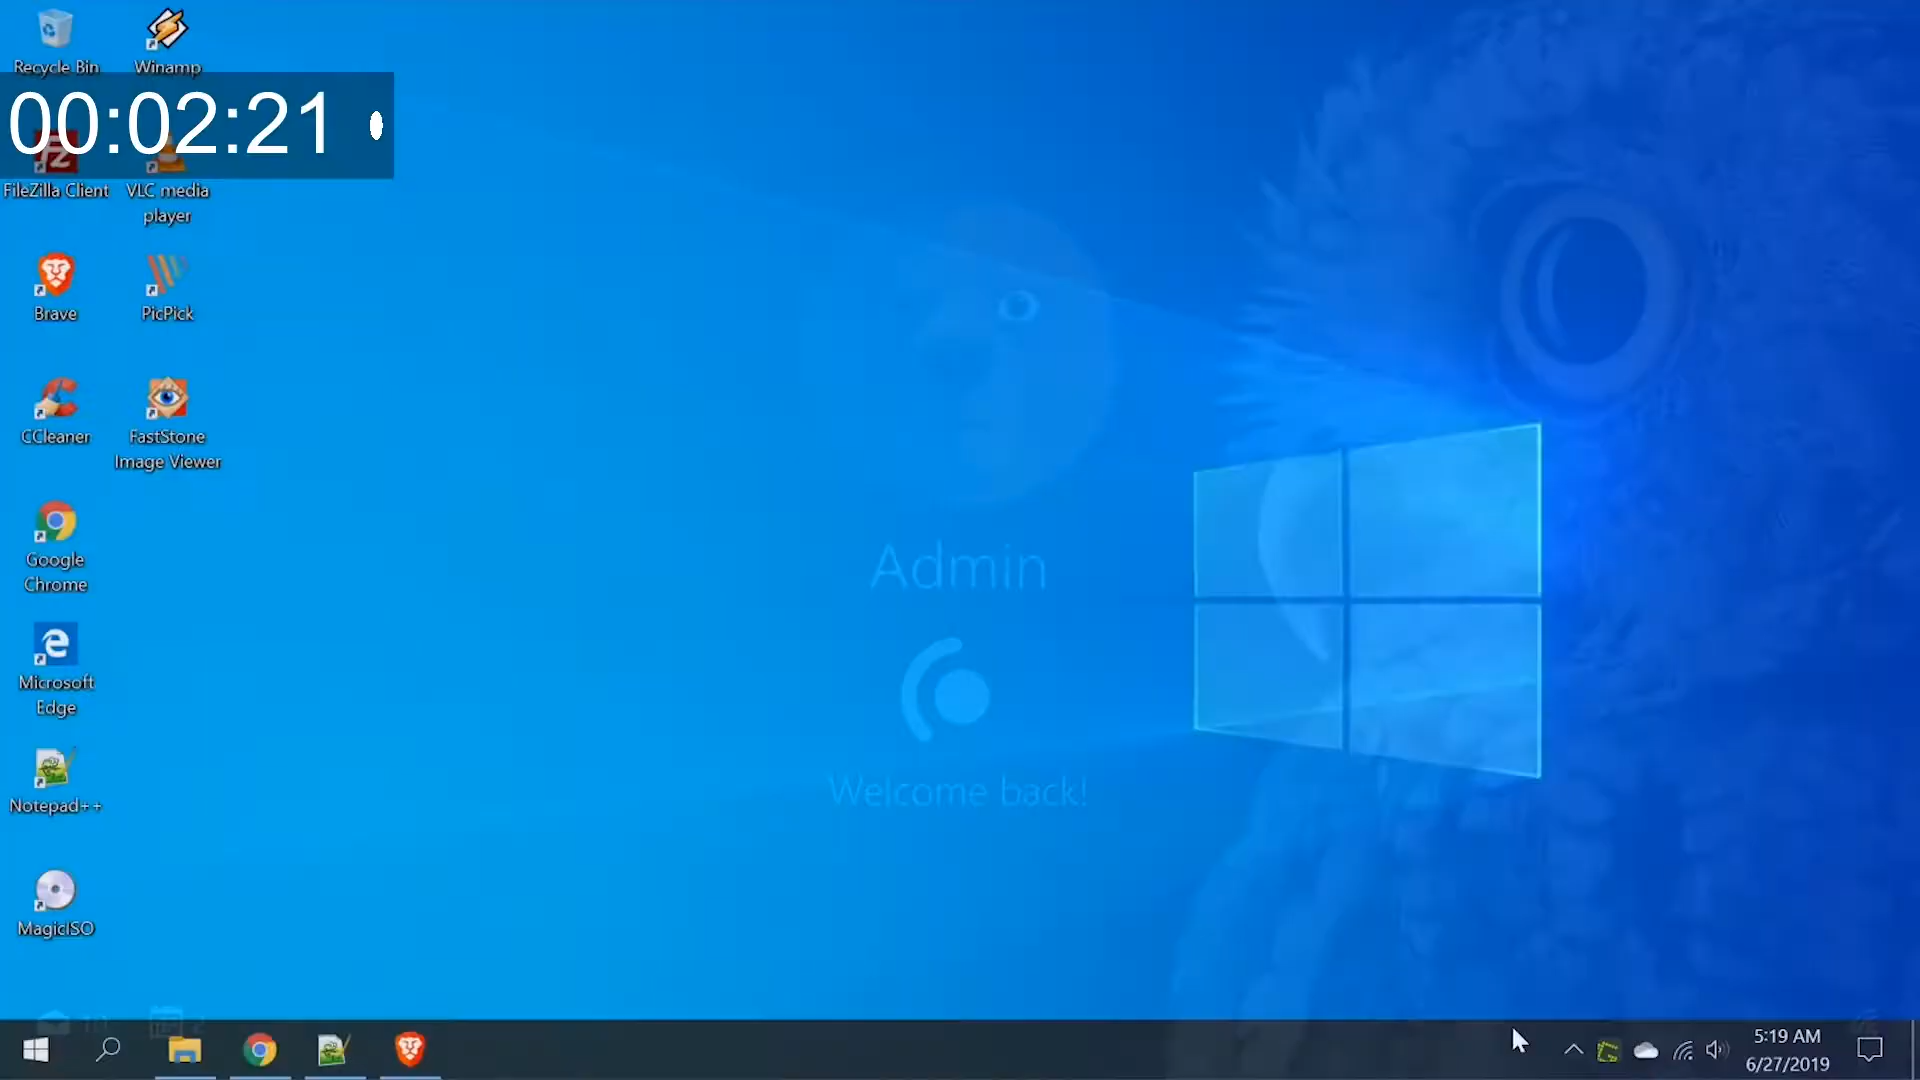 Recycle Bin
Winamp
00:02:21
FileZilla Client
VLC media
player
Brave
PicPick
CCleaner
FastStone
Image Viewer
Google
Chrome
Admin
Microsoft
Edge
Welcome back!
Notepad++
MagicISO
5:19 AM
6/27/2019